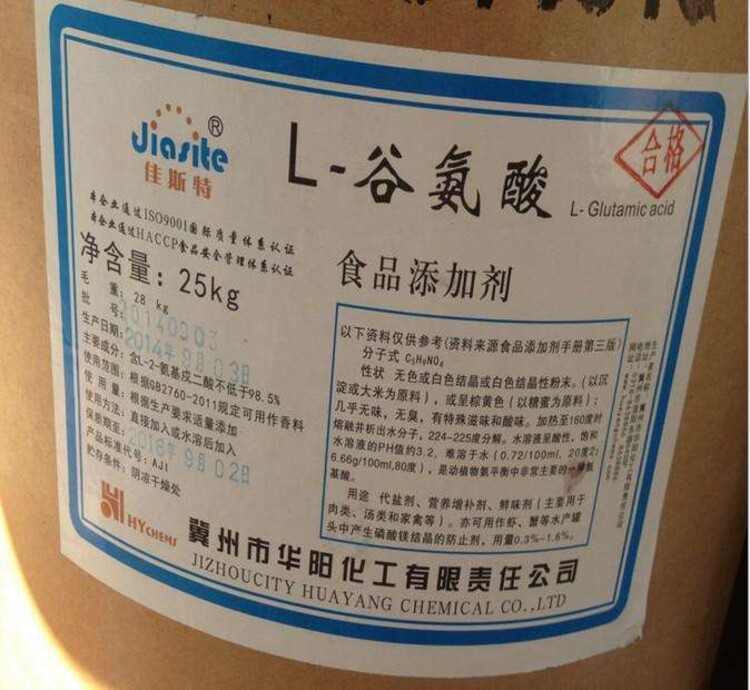 Jiasite®
佳斯特
L-谷氨酸
L-Glutamic acid
合格
本企业通过ISO9001国际质量体系认证
本企业通过HACCP食品安全管理体系认证
净含量：25kg
毛 重：28 kg
批 号：20140903
生产日期：2014年9月03日
主要成分：含L-2-氨基戊二酸不低于98.5%
使用范围：根据GB2760-2011规定可用作香料
使 用 量：根据生产要求适量添加
使用方法：直接加入或水溶后加入
保质期至：2016年9月02日
产品标准代号：AJI
贮存条件：阴凉干燥处
食品添加剂
以下资料仅供参考(资料来源食品添加剂手册第三版)
分子式 C₅H₉NO₄
性状 无色或白色结晶或白色结晶性粉末。(以沉
淀或大米为原料)，或呈棕黄色(以糖蜜为原料)；
几乎无味，无臭，有特殊滋味和酸味。加热至160度时
熔融并析出水分子，224-225度分解。水溶液呈酸性，饱和
水溶液的PH值约3.2，难溶于水(0.72/100ml，20度2;
6.66g/100ml,80度)，是动植物氨平衡中非常主要的一种氨
基酸。
用途 代盐剂、营养增补剂、鲜味剂(主要用于
肉类、汤类和家禽等)。亦可用作虾、蟹等水产罐
头中产生磷酸镁结晶的防止剂，用量0.3%-1.6%。
HYCHEMS
冀州市华阳化工有限责任公司
JIZHOUCITY HUAYANG CHEMICAL CO.,LTD